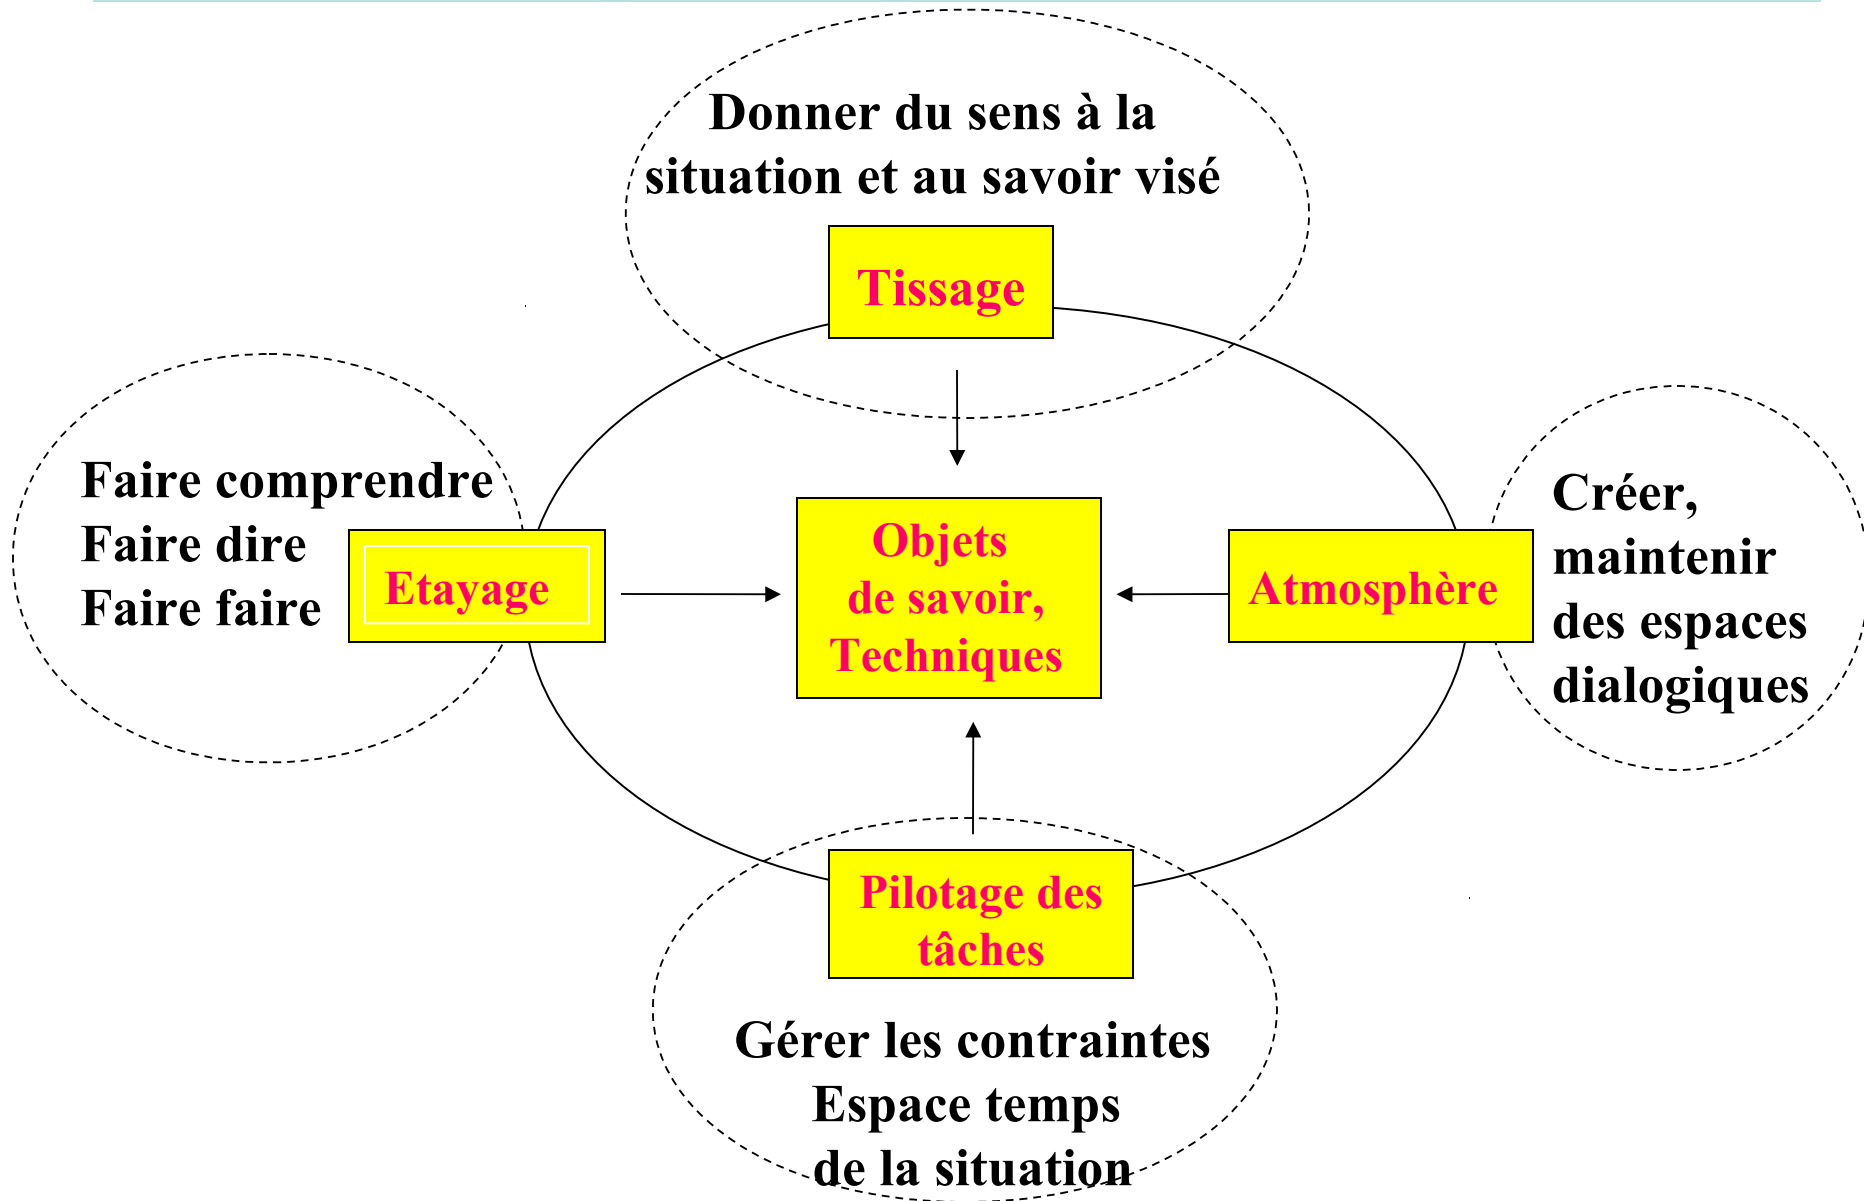 Donner du sens à la
situation et au savoir visé
Tissage
Faire comprendre
Faire dire
Faire faire
Etayage
Objets
de savoir,
Techniques
Atmosphère
Créer,
maintenir
des espaces
dialogiques
Pilotage des
tâches
Gérer les contraintes
Espace temps
de la situation